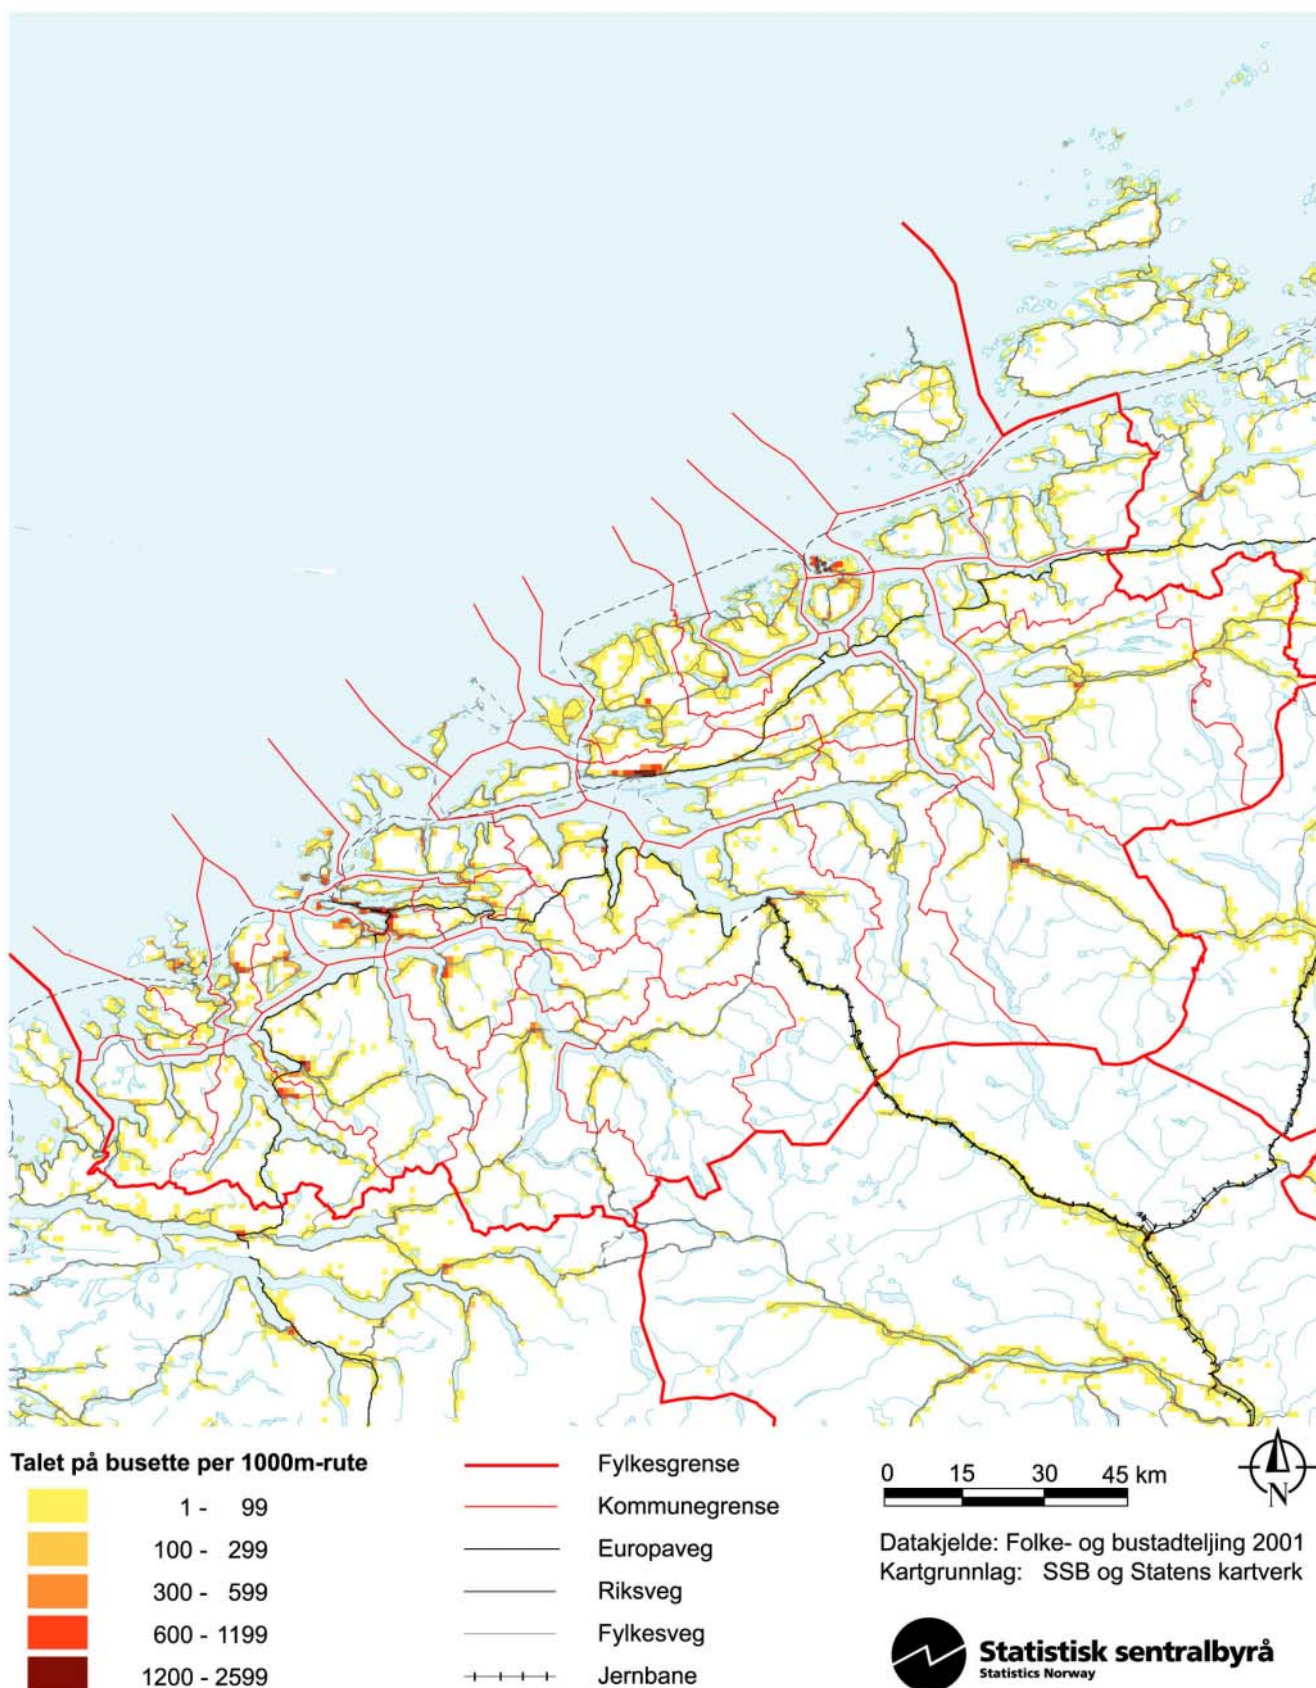 Talet på busette per 1000m-rute
1 - 99
100 - 299
300 - 599
600 - 1199
1200 - 2599
Fylkesgrense
Kommunegrense
Europaveg
Riksveg
Fylkesveg
Jernbane
0 15 30 45 km
N
Datakjelde: Folke- og bustadteljing 2001
Kartgrunnlag: SSB og Statens kartverk
Statistisk sentralbyrå
Statistics Norway